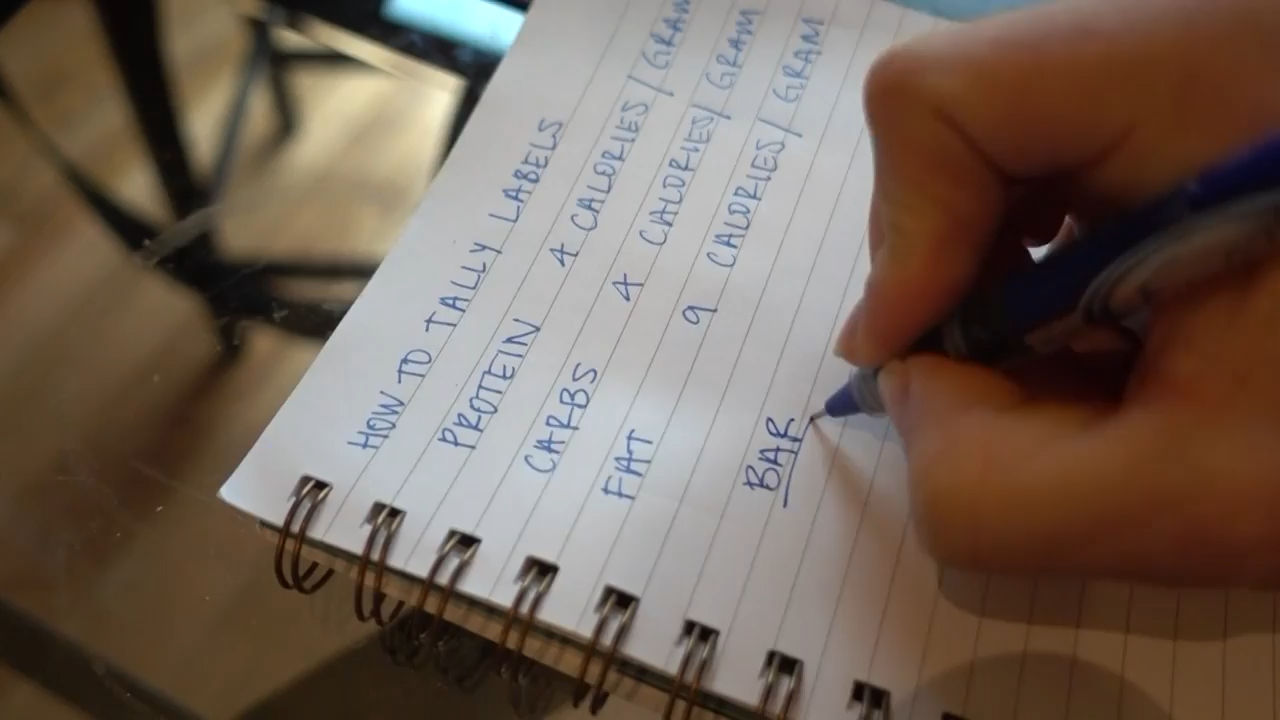 HOW TO TALLY LABELS
PROTEIN 4 CALORIES/GRAM
CARBS 4 CALORIES/GRAM
FAT 9 CALORIES/GRAM
BAR